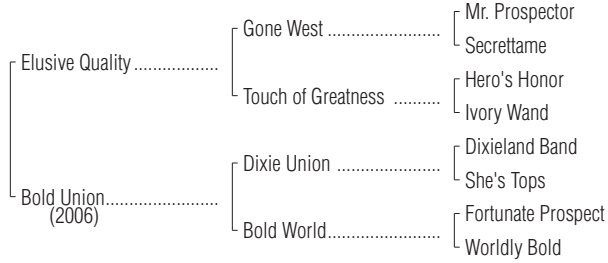 Mr. Prospector
Gone West ....................
Secrettame
Elusive Quality ..................
Hero's Honor
Touch of Greatness ..........
Ivory Wand
Dixieland Band
Dixie Union ......................
She's Tops
Bold Union........................
(2006)
Fortunate Prospect
Bold World........................
Worldly Bold